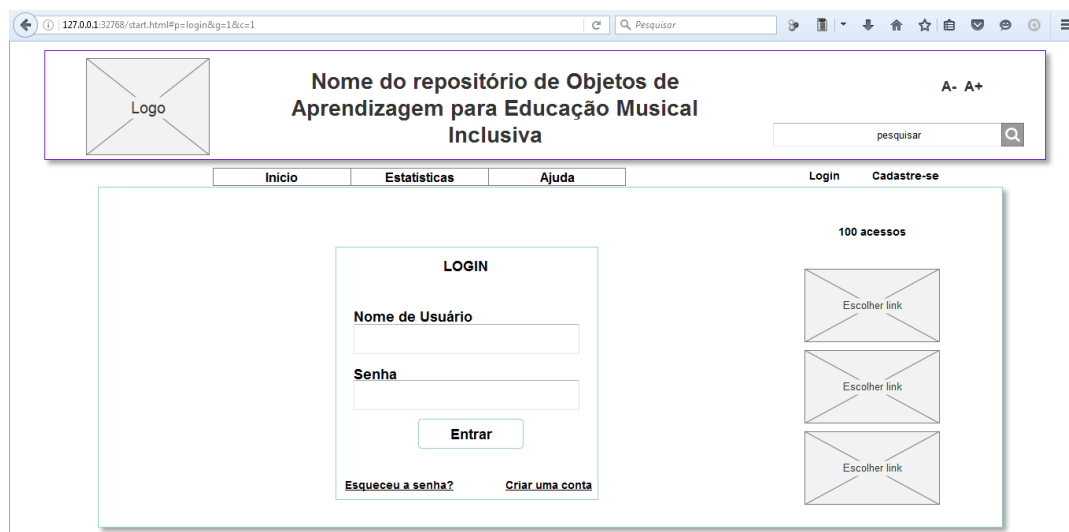 127.0.0.1:32768/start.html#p=login&g=1&c=1
Pesquisar
Logo
Nome do repositório de Objetos de
Aprendizagem para Educação Musical
Inclusiva
A- A+
pesquisar
Inicio Estatísticas Ajuda
Login Cadastre-se
100 acessos
LOGIN
Nome de Usuário
Senha
Entrar
Esqueceu a senha? Criar uma conta
Escolher link
Escolher link
Escolher link